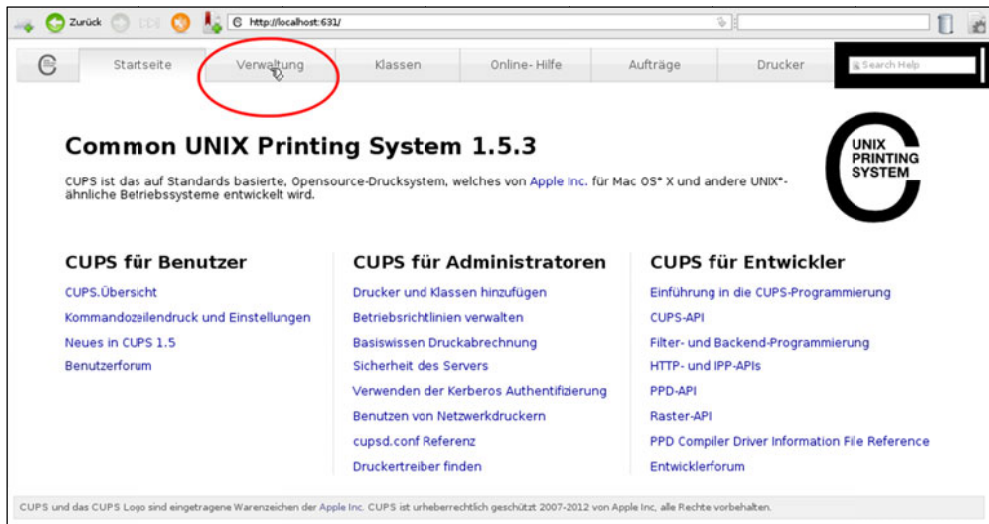 Zurück
http://localhost:631/
Startseite
Verwaltung
Klassen
Online-Hilfe
Aufträge
Drucker
Search Help
Common UNIX Printing System 1.5.3
CUPS ist das auf Standards basierte, Opensource-Drucksystem, welches von Apple Inc. für Mac OS® X und andere UNIX®-
ähnliche Betriebssysteme entwickelt wird.
UNIX
PRINTING
SYSTEM
CUPS für Benutzer
CUPS.Übersicht
Kommandozeilendruck und Einstellungen
Neues in CUPS 1.5
Benutzerforum
CUPS für Administratoren
Drucker und Klassen hinzufügen
Betriebsrichtlinien verwalten
Basiswissen Druckabrechnung
Sicherheit des Servers
Verwenden der Kerberos Authentifizierung
Benutzen von Netzwerkdruckern
cupsd.conf Referenz
Druckertreiber finden
CUPS für Entwickler
Einführung in die CUPS-Programmierung
CUPS-API
Filter- und Backend-Programmierung
HTTP- und IPP-APIs
PPD-API
Raster-API
PPD Compiler Driver Information File Reference
Entwicklerforum
CUPS und das CUPS Logo sind eingetragene Warenzeichen der Apple Inc. CUPS ist urheberrechtlich geschützt 2007-2012 von Apple Inc, alle Rechte vorbehalten.